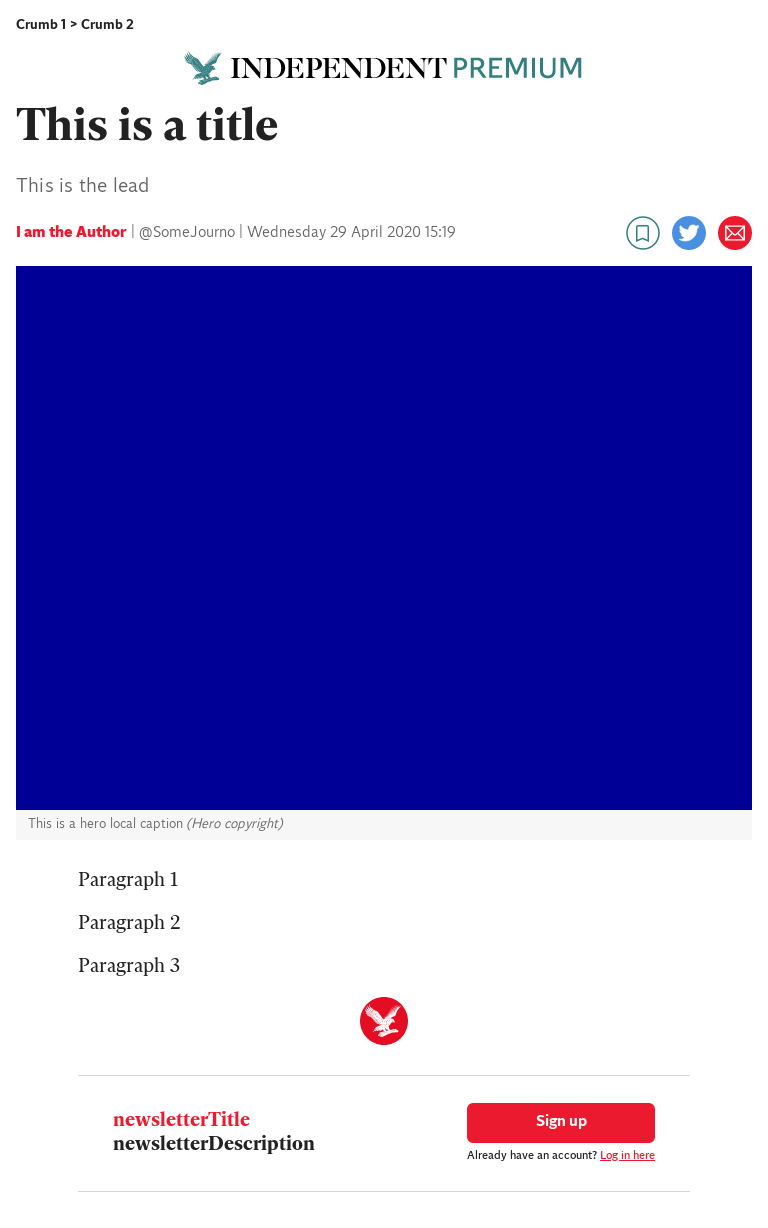 Crumb 1 > Crumb 2
INDEPENDENT PREMIUM
This is a title
This is the lead
I am the Author | @SomeJourno | Wednesday 29 April 2020 15:19
This is a hero local caption (Hero copyright)
Paragraph 1
Paragraph 2
Paragraph 3
newsletterTitle
newsletterDescription
Sign up
Already have an account? Log in here